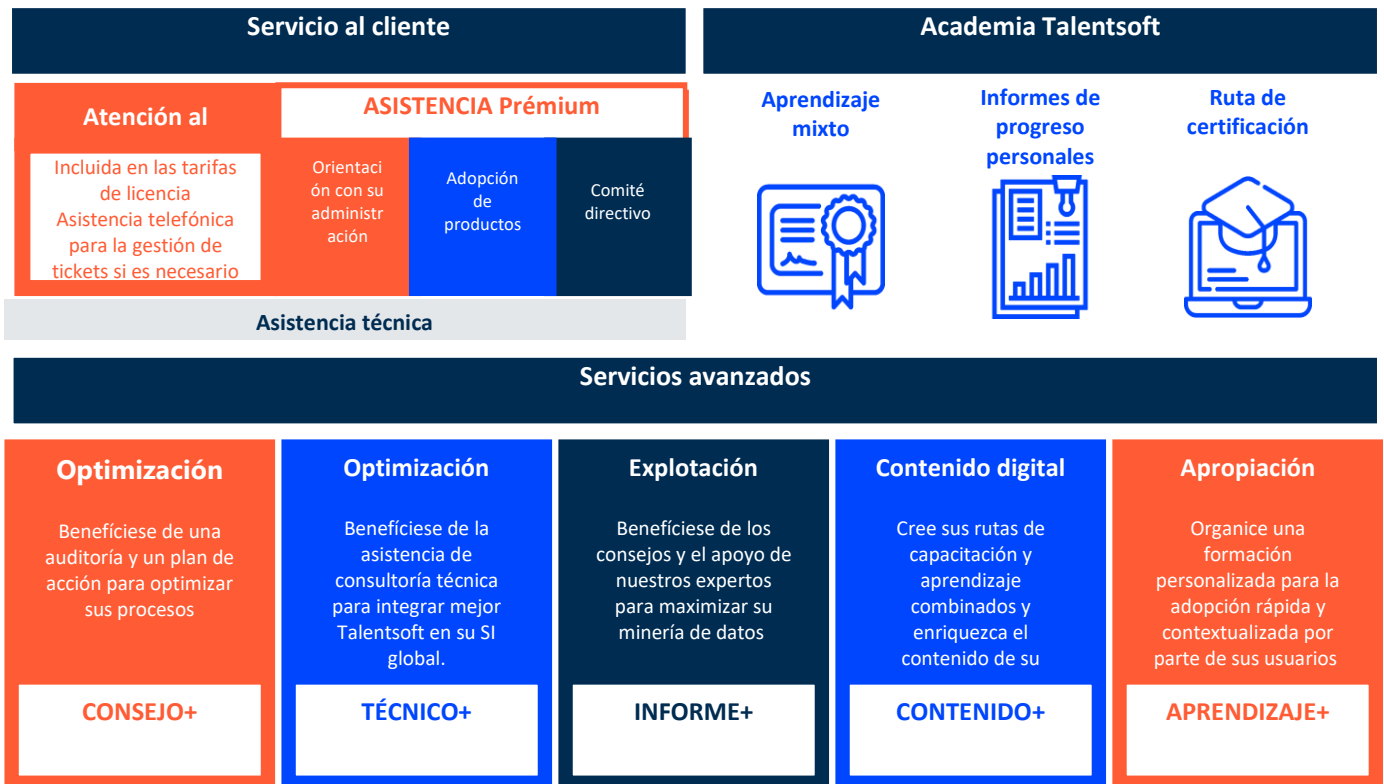 Servicio al cliente
Atención al
Incluida en las tarifas
de licencia
Asistencia telefónica
para la gestión de
tickets si es necesario
ASISTENCIA Prémium
Orientaci
ón con su
administr
ación
Adopción
de
productos
Comité
directivo
Asistencia técnica
Academia Talentsoft
Aprendizaje
mixto
Informes de
progreso
personales
Ruta de
certificación
Servicios avanzados
Optimización
Benefíciese de una
auditoría y un plan de
acción para optimizar
sus procesos
CONSEJO+
Optimización
Benefíciese de la
asistencia de
consultoría técnica
para integrar mejor
Talentsoft en su SI
global.
TÉCNICO+
Explotación
Benefíciese de los
consejos y el apoyo de
nuestros expertos
para maximizar su
minería de datos
INFORME+
Contenido digital
Cree sus rutas de
capacitación y
aprendizaje
combinados y
enriquezca el
contenido de su
CONTENIDO+
Apropiación
Organice una
formación
personalizada para la
adopción rápida y
contextualizada por
parte de sus usuarios
APRENDIZAJE+